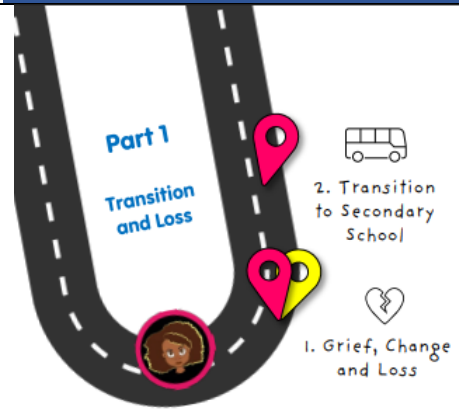 Part 1
Transition
and Loss
2. Transition
to Secondary
School
1. Grief, Change
and Loss